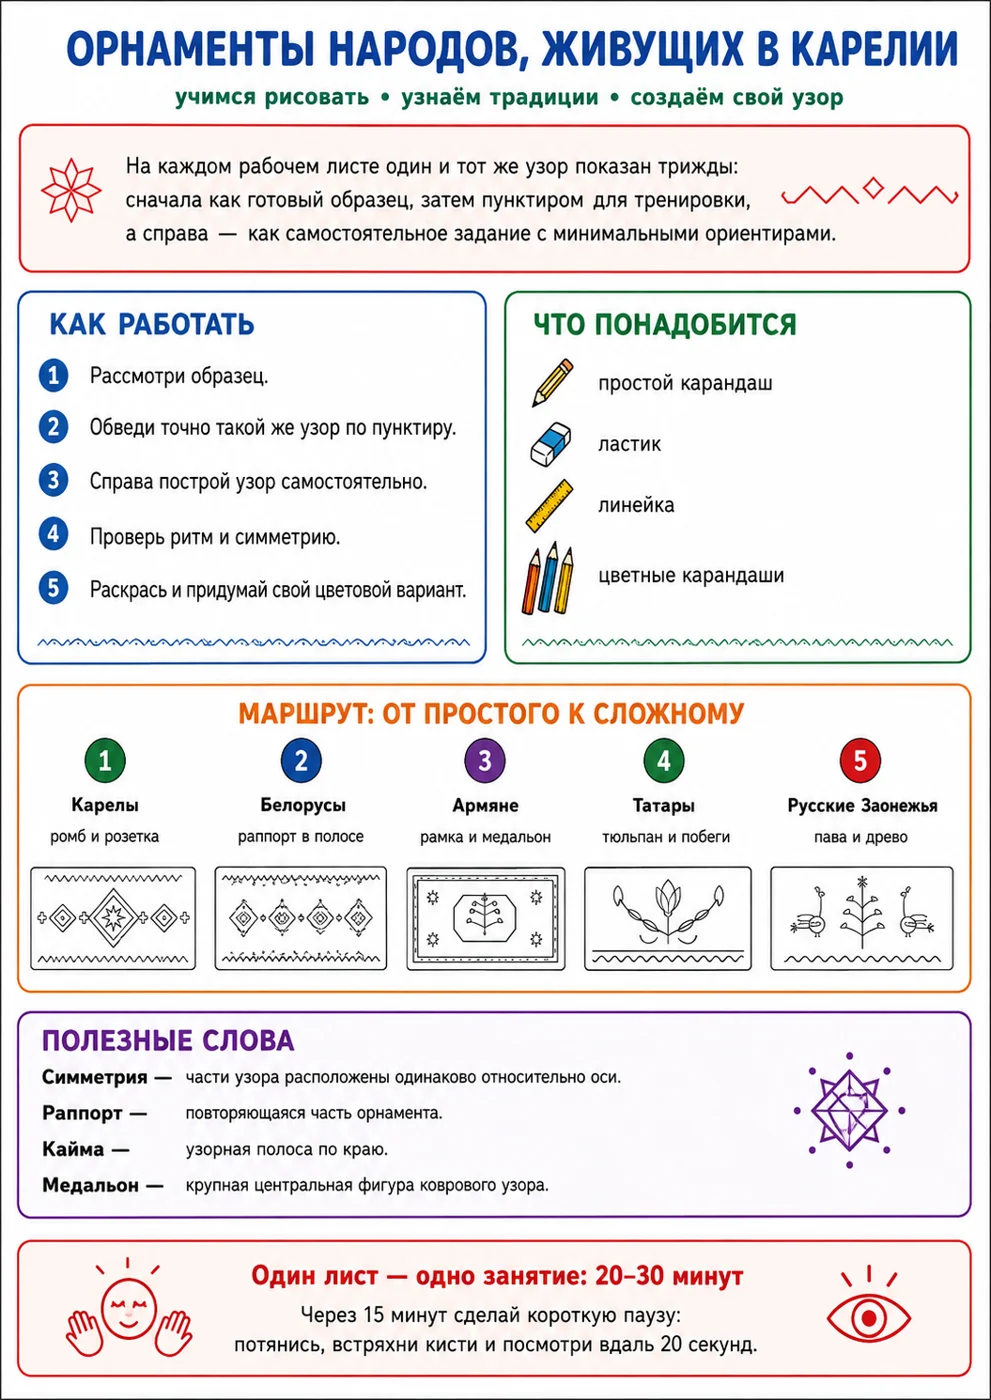 ОРНАМЕНТЫ НАРОДОВ, ЖИВУЩИХ В КАРЕЛИИ
учимся рисовать • узнаём традиции • создаём свой узор
На каждом рабочем листе один и тот же узор показан трижды:
сначала как готовый образец, затем пунктиром для тренировки,
а справа — как самостоятельное задание с минимальными ориентирами.
КАК РАБОТАТЬ
1 Рассмотри образец.
2 Обведи точно такой же узор по пунктиру.
3 Справа построй узор самостоятельно.
4 Проверь ритм и симметрию.
5 Раскрась и придумай свой цветовой вариант.
ЧТО ПОНАДОБИТСЯ
простой карандаш
ластик
линейка
цветные карандаши
МАРШРУТ: ОТ ПРОСТОГО К СЛОЖНОМУ
1
Карелы
ромб и розетка
2
Белорусы
раппорт в полосе
3
Армяне
рамка и медальон
4
Татары
тюльпан и побеги
5
Русские Заонежья
пава и древо
ПОЛЕЗНЫЕ СЛОВА
Симметрия — части узора расположены одинаково относительно оси.
Раппорт — повторяющаяся часть орнамента.
Кайма — узорная полоса по краю.
Медальон — крупная центральная фигура коврового узора.
Один лист — одно занятие: 20–30 минут
Через 15 минут сделай короткую паузу:
потянись, встряхни кисти и посмотри вдаль 20 секунд.